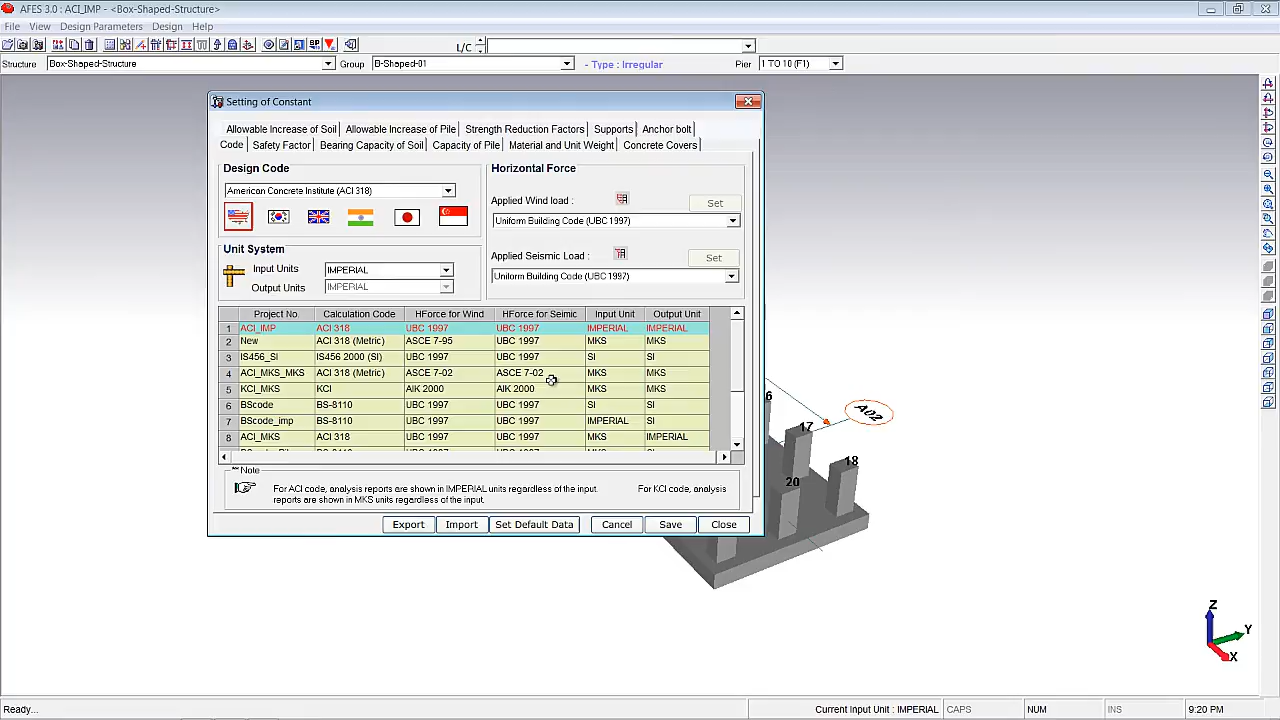 AFES 3.0 : ACI_IMP - <Box-Shaped-Structure>
File View Design Parameters Design Help
L/C
Structure Box-Shaped-Structure Group B-Shaped-01 - Type : Irregular Pier 1 TO 10 (F1)
Setting of Constant
Allowable Increase of Soil Allowable Increase of Pile Strength Reduction Factors Supports Anchor bolt
Code Safety Factor Bearing Capacity of Soil Capacity of Pile Material and Unit Weight Concrete Covers
Design Code
American Concrete Institute (ACI 318)
Horizontal Force
Applied Wind load : Set
Uniform Building Code (UBC 1997)
Applied Seismic Load : Set
Uniform Building Code (UBC 1997)
Unit System
Input Units IMPERIAL
Output Units IMPERIAL
Project No. Calculation Code HForce for Wind HForce for Seimic Input Unit Output Unit
1 ACI_IMP ACI 318 UBC 1997 UBC 1997 IMPERIAL IMPERIAL
2 New ACI 318 (Metric) ASCE 7-95 UBC 1997 MKS MKS
3 IS456_SI IS456 2000 (SI) UBC 1997 UBC 1997 SI SI
4 ACI_MKS_MKS ACI 318 (Metric) ASCE 7-02 ASCE 7-02 MKS MKS
5 KCI_MKS KCI AIK 2000 AIK 2000 MKS MKS
6 BScode BS-8110 UBC 1997 UBC 1997 SI SI
7 BScode_imp BS-8110 UBC 1997 UBC 1997 IMPERIAL SI
8 ACI_MKS ACI 318 UBC 1997 UBC 1997 MKS IMPERIAL
Note
For ACI code, analysis reports are shown in IMPERIAL units regardless of the input. For KCI code, analysis
reports are shown in MKS units regardless of the input.
Export Import Set Default Data Cancel Save Close
6
17
A02
18
20
Z
Y
X
Ready... Current Input Unit : IMPERIAL CAPS NUM INS 9:20 PM